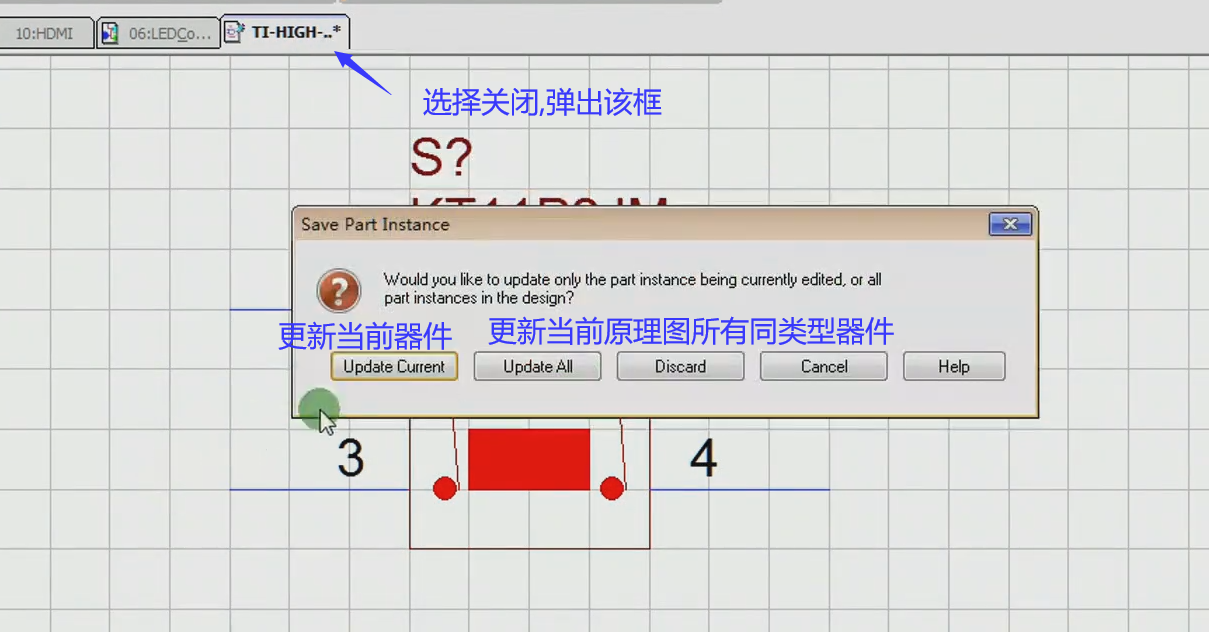 10:HDMI
06:LEDCo...
TI-HIGH-..*
选择关闭,弹出该框
S?
Save Part Instance
Would you like to update only the part instance being currently edited, or all
part instances in the design?
更新当前器件
更新当前原理图所有同类型器件
Update Current
Update All
Discard
Cancel
Help
3
4